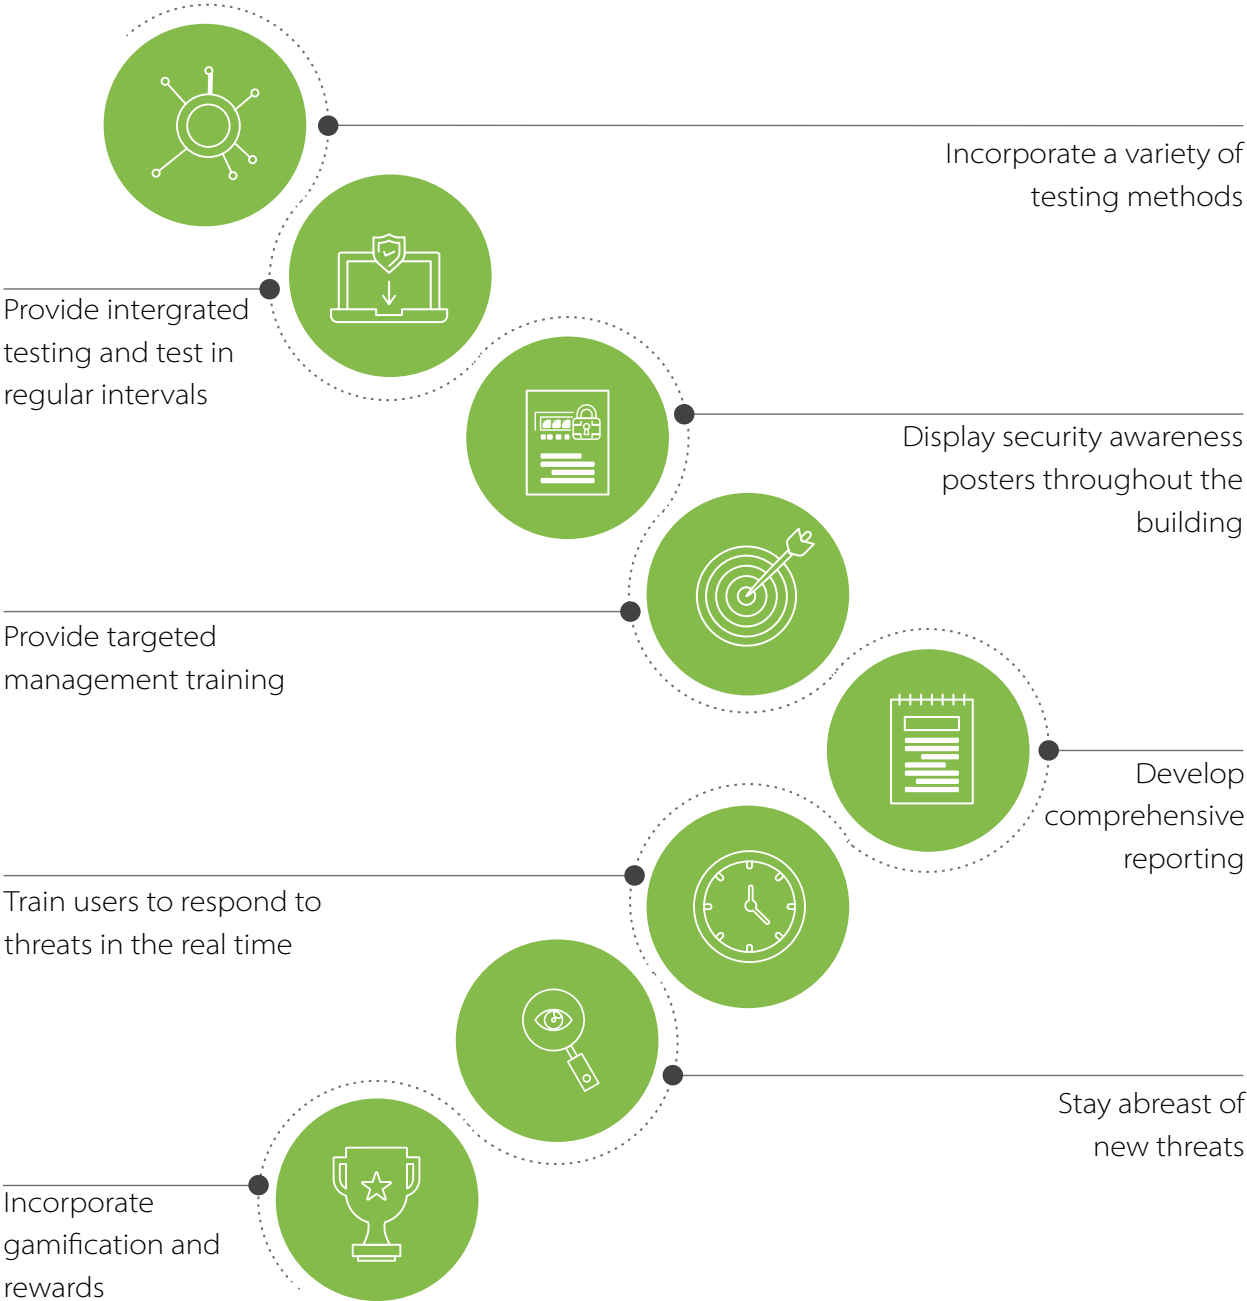 Incorporate a variety of
testing methods
Provide intergrated
testing and test in
regular intervals
Display security awareness
posters throughout the
building
Provide targeted
management training
Develop
comprehensive
reporting
Train users to respond to
threats in the real time
Stay abreast of
new threats
Incorporate
gamification and
rewards